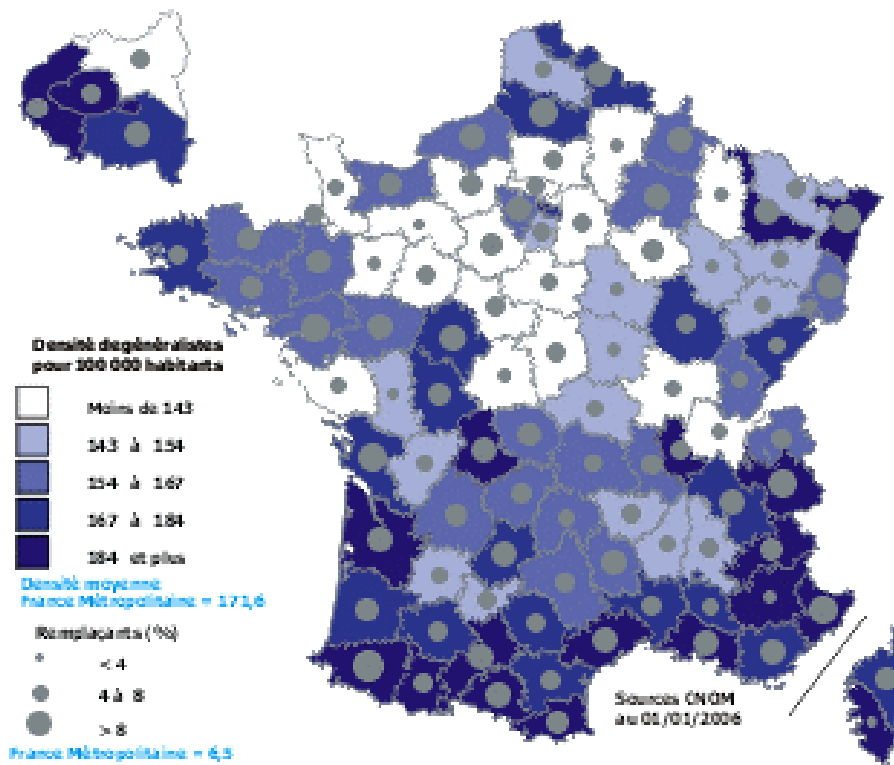 Densité de généralistes
pour 100 000 habitants
Moins de 143
143 à 154
154 à 167
167 à 184
184 et plus
Densité moyenne
France Métropolitaine = 171,6
Remplaçants (%)
< 4
4 à 8
> 8
France Métropolitaine = 6,5
Sources CNOM
au 01/01/2006